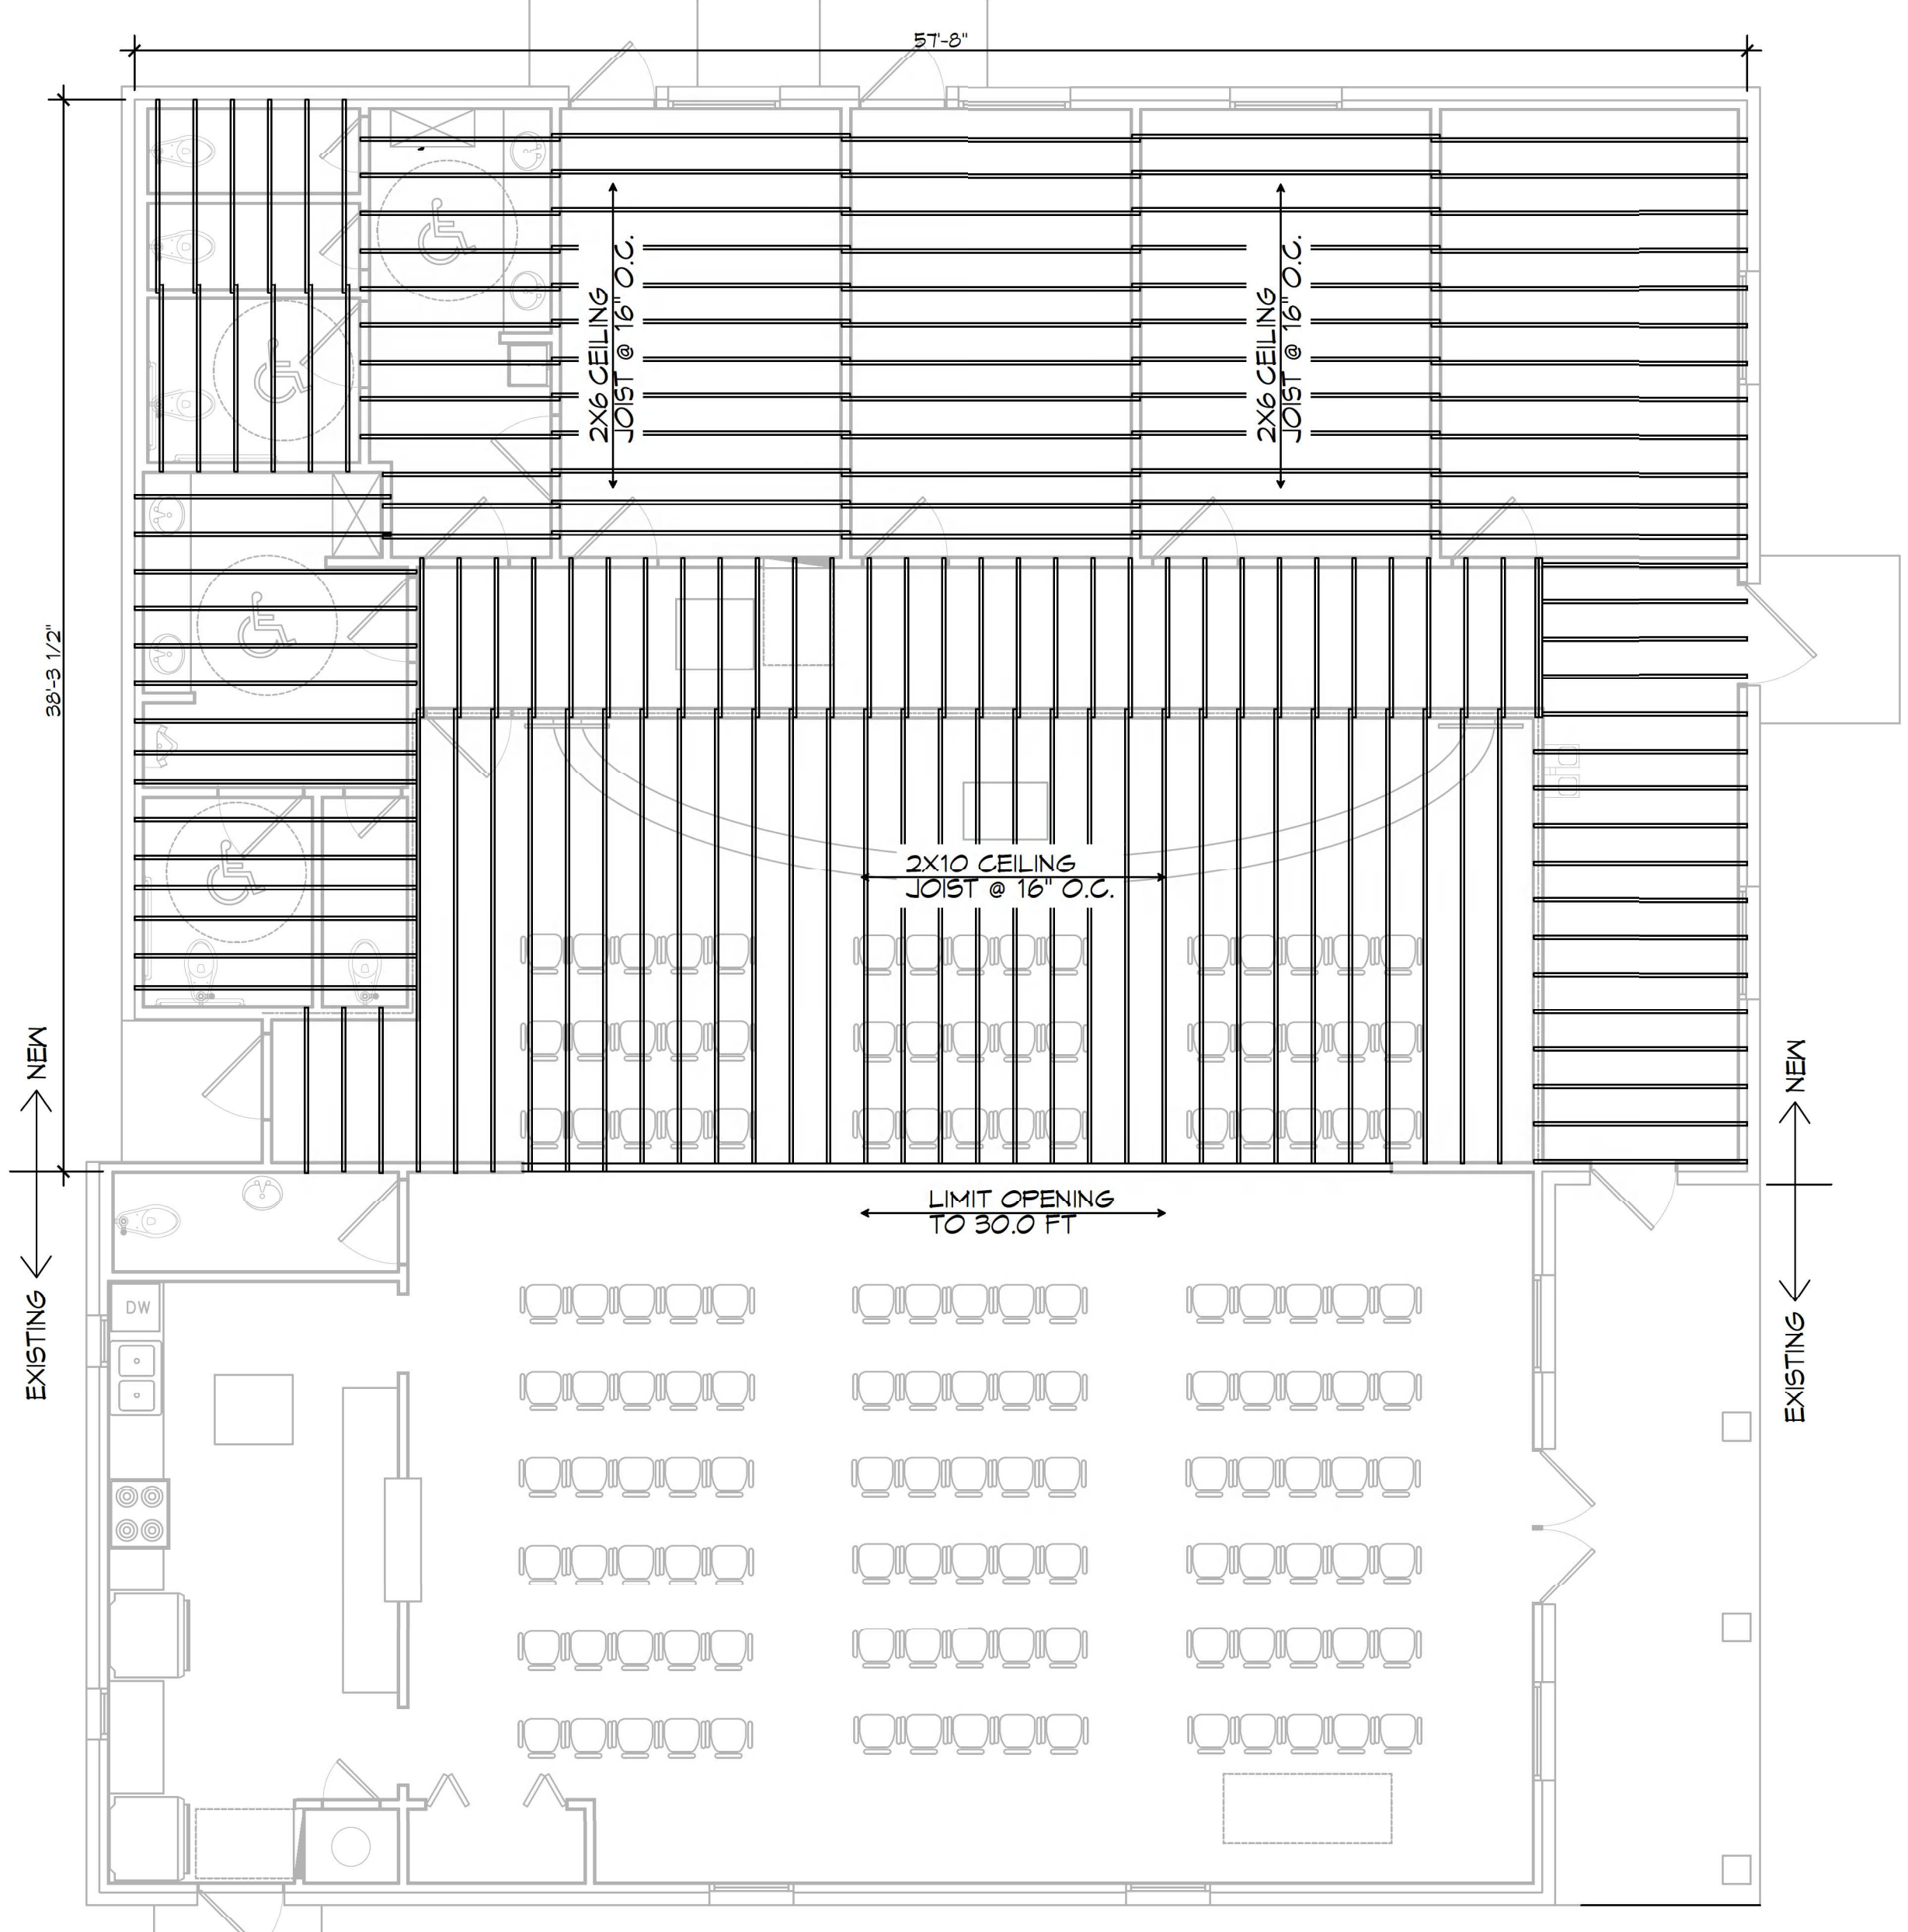 57'-8"
2X6 CEILING
JOIST @ 16" O.C.
2X6 CEILING
JOIST @ 16" O.C.
38'-3 1/2"
2X10 CEILING
JOIST @ 16" O.C.
NEW
NEW
LIMIT OPENING
TO 30.0 FT
EXISTING
EXISTING
DW